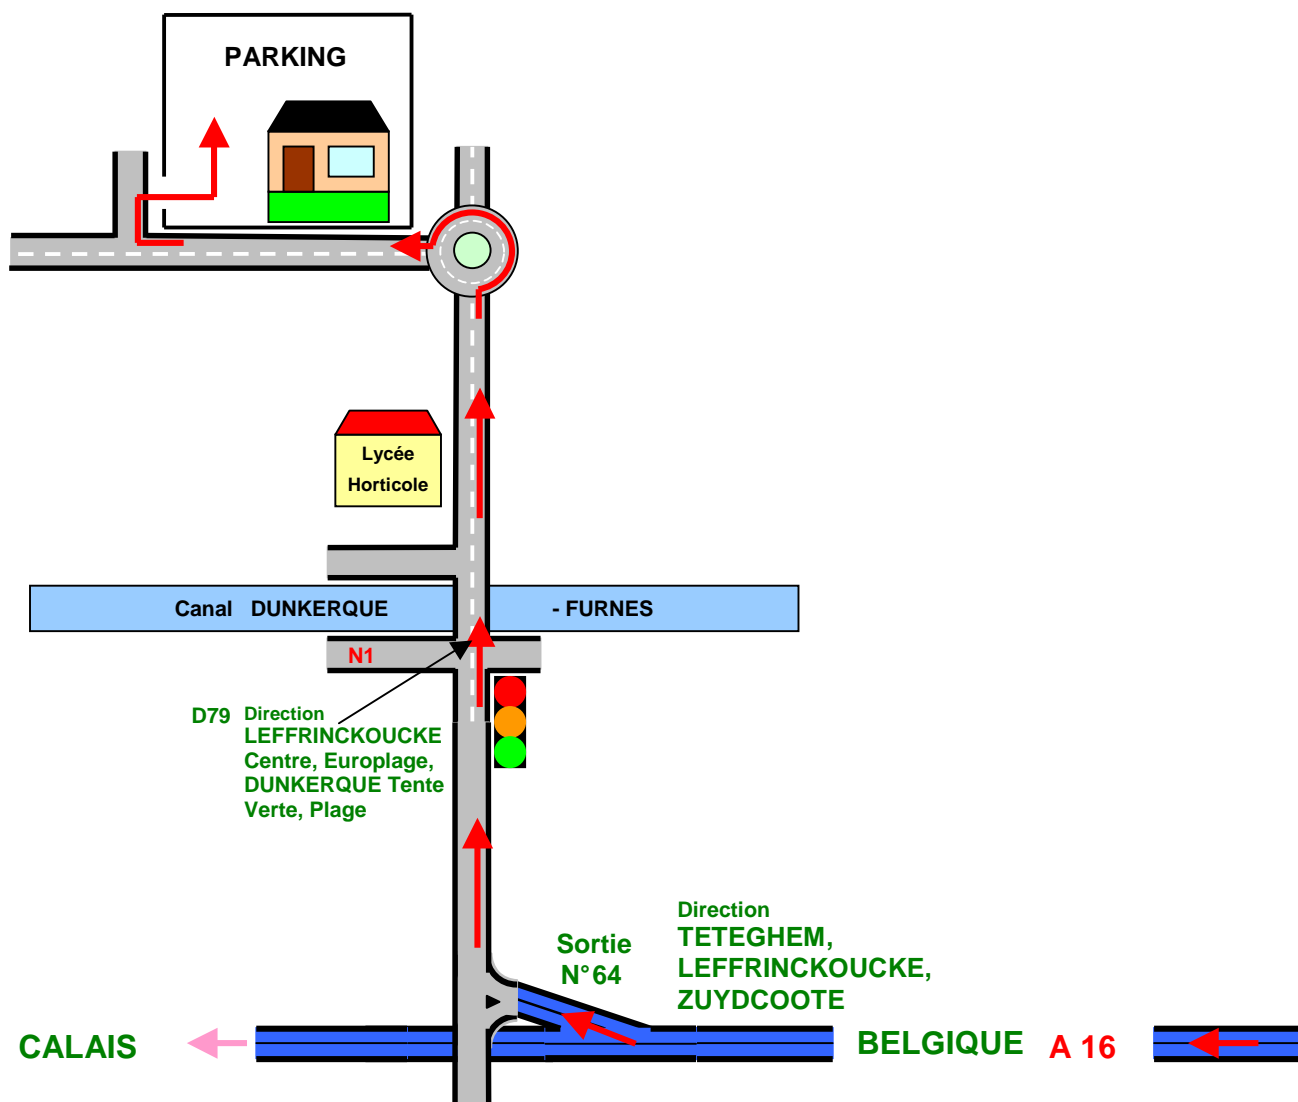 PARKING
Lycée
Horticole
Canal DUNKERQUE - FURNES
N1
D79 Direction
LEFFRINCKOUCKE
Centre, Europlage,
DUNKERQUE Tente
Verte, Plage
Direction
TETEGHEM,
LEFFRINCKOUCKE,
ZUYDCOOTE
Sortie
N°64
CALAIS
BELGIQUE A 16